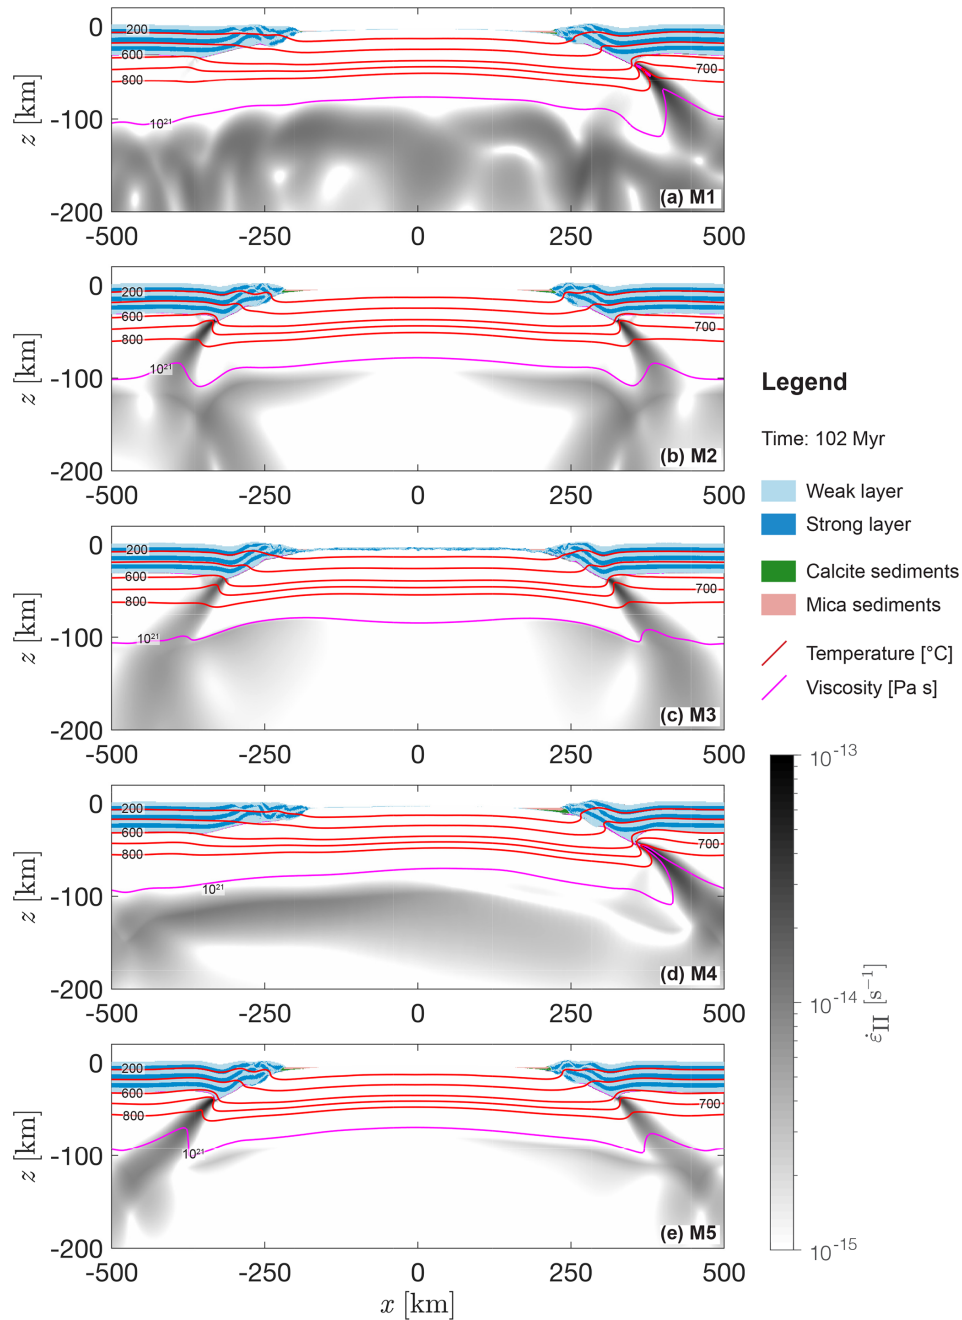 0
200
600
700
800
10²¹
-100
-200
z [km]
(a) M1
-500 -250 0 250 500
0
200
600
700
800
10²¹
-100
-200
z [km]
(b) M2
-500 -250 0 250 500
0
200
600
700
800
10²¹
-100
-200
z [km]
(c) M3
-500 -250 0 250 500
0
200
600
700
800
10²¹
-100
-200
z [km]
(d) M4
-500 -250 0 250 500
0
200
600
700
800
10²¹
-100
-200
z [km]
(e) M5
-500 -250 0 250 500
x [km]
Legend
Time: 102 Myr
Weak layer
Strong layer
Calcite sediments
Mica sediments
Temperature [°C]
Viscosity [Pa s]
10⁻¹³
10⁻¹⁴
10⁻¹⁵
ε̇II [s⁻¹]